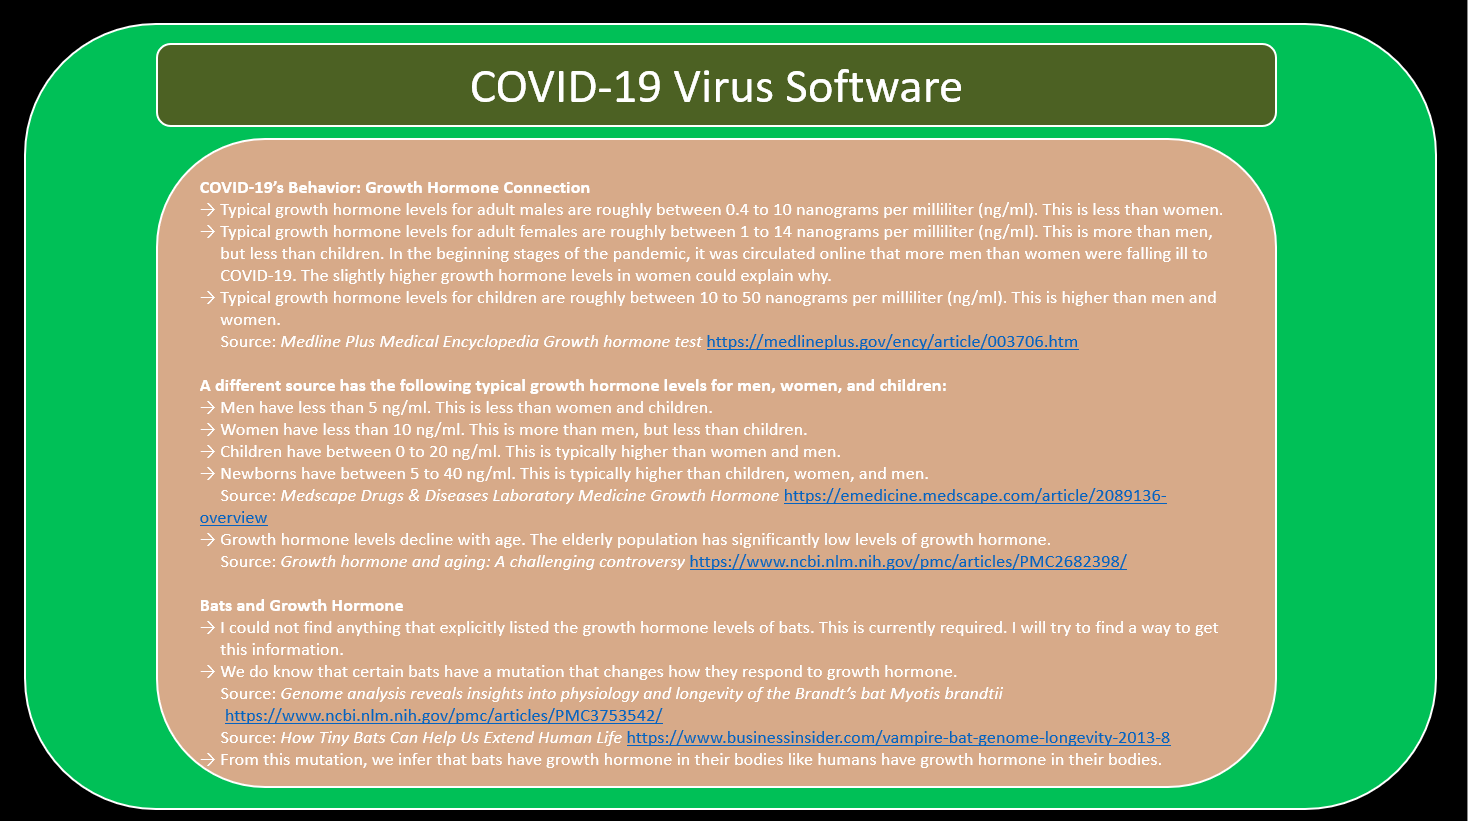 COVID-19 Virus Software
COVID-19’s Behavior: Growth Hormone Connection
→ Typical growth hormone levels for adult males are roughly between 0.4 to 10 nanograms per milliliter (ng/ml). This is less than women.
→ Typical growth hormone levels for adult females are roughly between 1 to 14 nanograms per milliliter (ng/ml). This is more than men,
but less than children. In the beginning stages of the pandemic, it was circulated online that more men than women were falling ill to
COVID-19. The slightly higher growth hormone levels in women could explain why.
→ Typical growth hormone levels for children are roughly between 10 to 50 nanograms per milliliter (ng/ml). This is higher than men and
women.
Source: Medline Plus Medical Encyclopedia Growth hormone test https://medlineplus.gov/ency/article/003706.htm
A different source has the following typical growth hormone levels for men, women, and children:
→ Men have less than 5 ng/ml. This is less than women and children.
→ Women have less than 10 ng/ml. This is more than men, but less than children.
→ Children have between 0 to 20 ng/ml. This is typically higher than women and men.
→ Newborns have between 5 to 40 ng/ml. This is typically higher than children, women, and men.
Source: Medscape Drugs & Diseases Laboratory Medicine Growth Hormone https://emedicine.medscape.com/article/2089136-
overview
→ Growth hormone levels decline with age. The elderly population has significantly low levels of growth hormone.
Source: Growth hormone and aging: A challenging controversy https://www.ncbi.nlm.nih.gov/pmc/articles/PMC2682398/
Bats and Growth Hormone
→ I could not find anything that explicitly listed the growth hormone levels of bats. This is currently required. I will try to find a way to get
this information.
→ We do know that certain bats have a mutation that changes how they respond to growth hormone.
Source: Genome analysis reveals insights into physiology and longevity of the Brandt’s bat Myotis brandtii
https://www.ncbi.nlm.nih.gov/pmc/articles/PMC3753542/
Source: How Tiny Bats Can Help Us Extend Human Life https://www.businessinsider.com/vampire-bat-genome-longevity-2013-8
→ From this mutation, we infer that bats have growth hormone in their bodies like humans have growth hormone in their bodies.